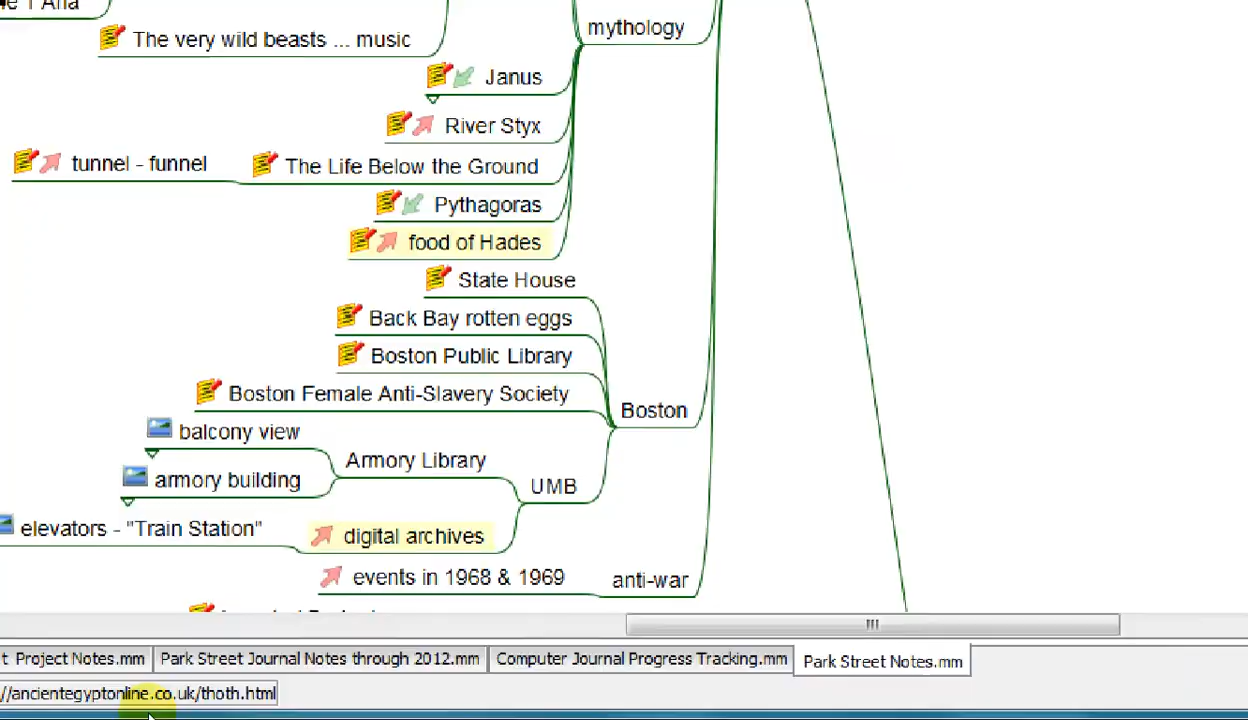 mythology
The very wild beasts ... music
Janus
River Styx
tunnel - funnel
The Life Below the Ground
Pythagoras
food of Hades
State House
Back Bay rotten eggs
Boston Public Library
Boston Female Anti-Slavery Society
Boston
balcony view
Armory Library
armory building
UMB
elevators - "Train Station"
digital archives
events in 1968 & 1969
anti-war
t Project Notes.mm
Park Street Journal Notes through 2012.mm
Computer Journal Progress Tracking.mm
Park Street Notes.mm
//ancientegyptonline.co.uk/thoth.html